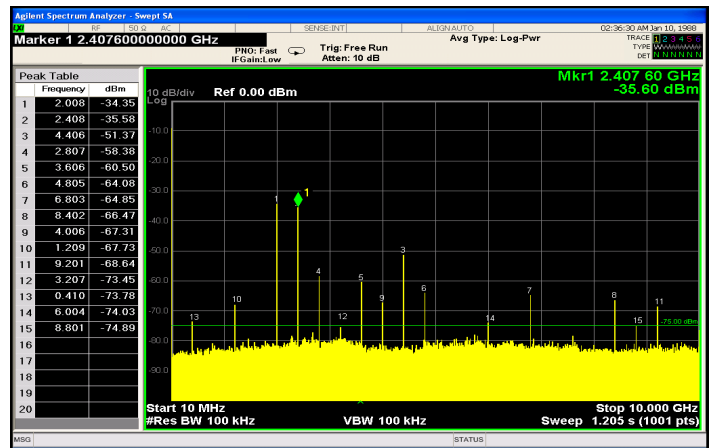 Agilent Spectrum Analyzer - Swept SA
RF 50 Ω AC SENSE:INT ALIGN AUTO 02:36:30 AM Jan 10, 1988
Marker 1 2.407600000000 GHz
PNO: Fast
IFGain:Low
Trig: Free Run
Atten: 10 dB
Avg Type: Log-Pwr
TRACE 1 2 3 4 5 6
TYPE
DET N N N N N N
Peak Table
Frequency dBm
1 2.008 -34.35
2 2.408 -35.58
3 4.406 -51.37
4 2.807 -58.38
5 3.606 -60.50
6 4.805 -64.08
7 6.803 -64.85
8 8.402 -66.47
9 4.006 -67.31
10 1.209 -67.73
11 9.201 -68.64
12 3.207 -73.45
13 0.410 -73.78
14 6.004 -74.03
15 8.801 -74.89
16
17
18
19
20
Mkr1 2.407 60 GHz
-35.60 dBm
10 dB/div Ref 0.00 dBm
Log
-10.0
-20.0
-30.0
-40.0
-50.0
-60.0
-70.0
-80.0
-90.0
1 1
3
4 5
6 7
9 8
10 11
13 12 14 15
-75.00 dBm
Start 10 MHz Stop 10.000 GHz
#Res BW 100 kHz VBW 100 kHz Sweep 1.205 s (1001 pts)
MSG STATUS